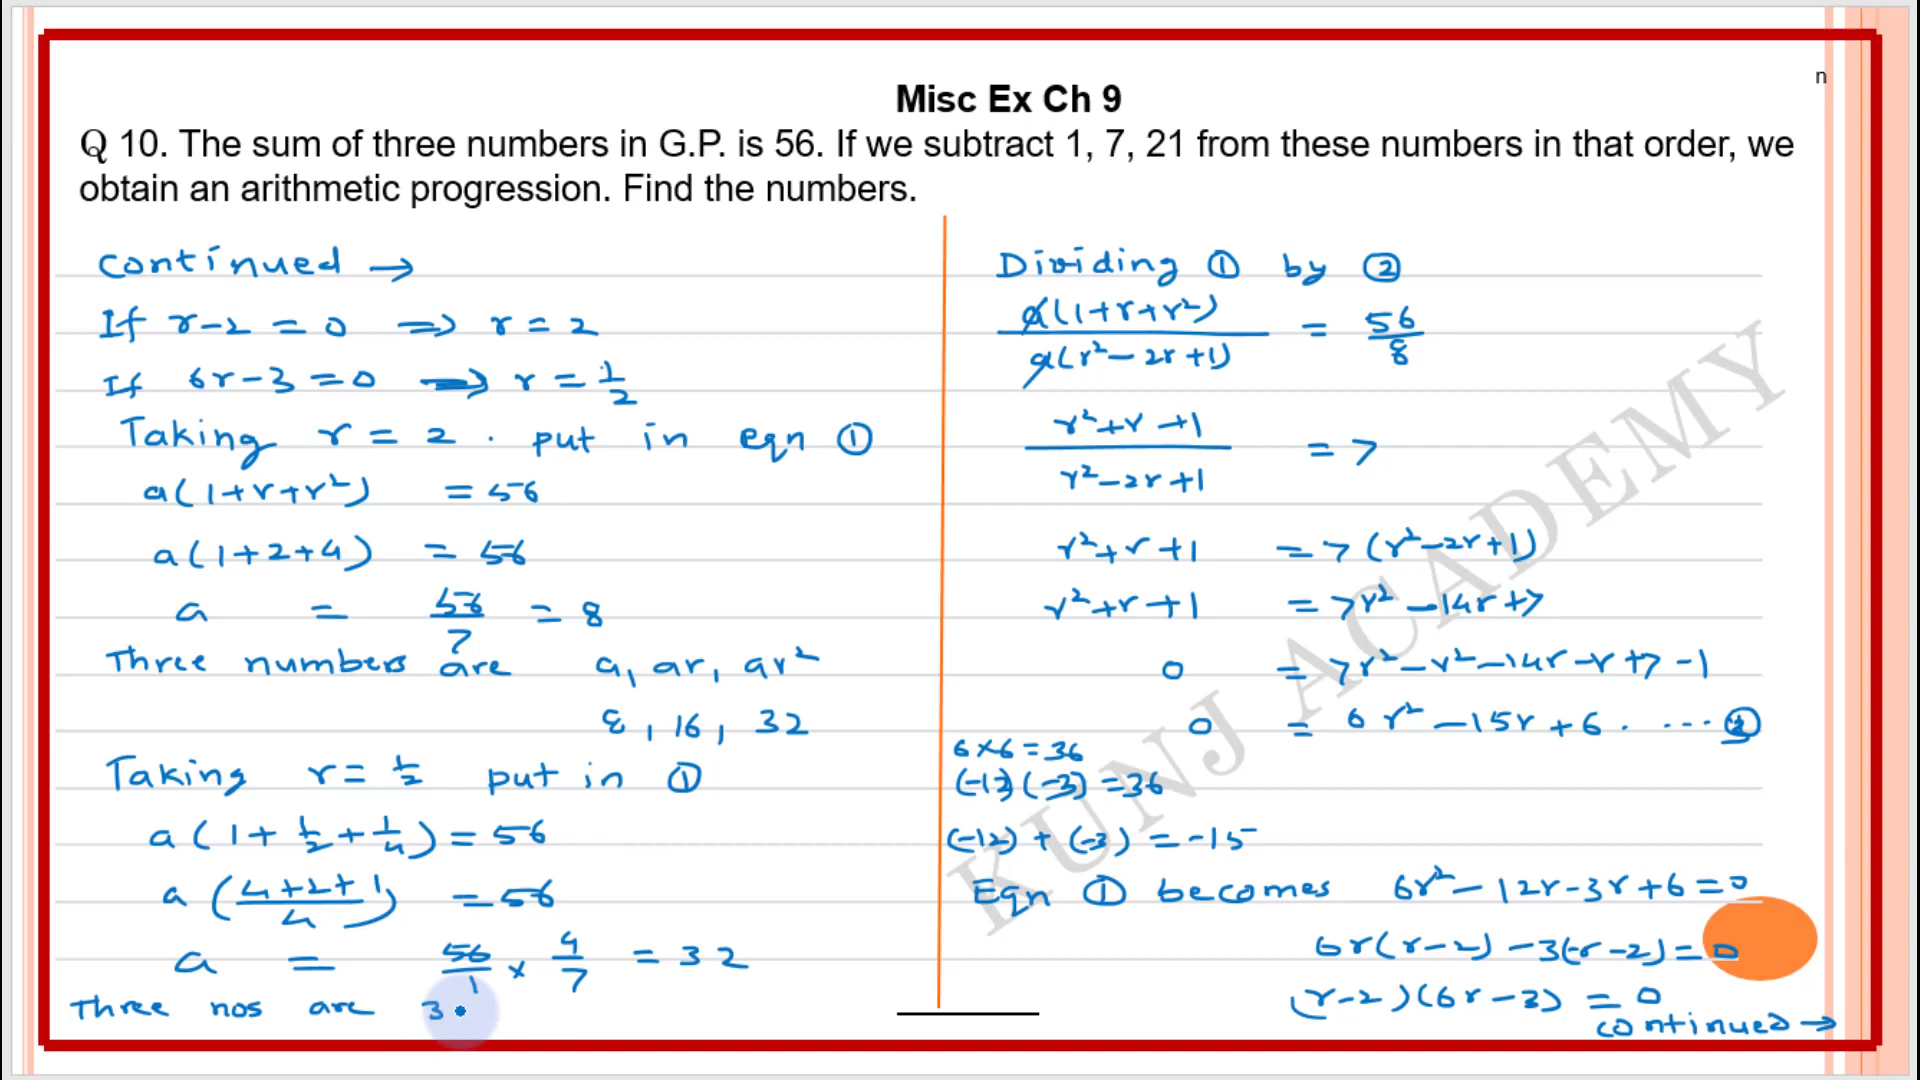 n
Misc Ex Ch 9
Q 10. The sum of three numbers in G.P. is 56. If we subtract 1, 7, 21 from these numbers in that order, we
obtain an arithmetic progression. Find the numbers.
continued →
If r-2 = 0 => r = 2
If 6r-3=0 => r = 1/2
Taking r = 2 . put in eqn ①
a(1+r+r²) = 56
a(1+2+4) = 56
a = 56/7 = 8
Three numbers are a, ar, ar²
8, 16, 32
Taking r = 1/2 put in ①
a(1+ 1/2 + 1/4) = 56
a((4+2+1)/4) = 56
a = 56/1 × 4/7 = 32
Three nos are 3
Dividing ① by ②
a(1+r+r²)/a(r²-2r+1) = 56/8
(r²+r+1)/(r²-2r+1) = 7
r²+r+1 = 7(r²-2r+1)
r²+r+1 = 7r²-14r+7
0 = 7r²-r²-14r-r+7-1
0 = 6r²-15r+6. ...
6×6=36
(-12)(-3)=36
(-12)+(-3)=-15
Eqn ① becomes 6r²-12r-3r+6=0
6r(r-2)-3(r-2)=0
(r-2)(6r-3)=0
continued →
KUNJ ACADEMY